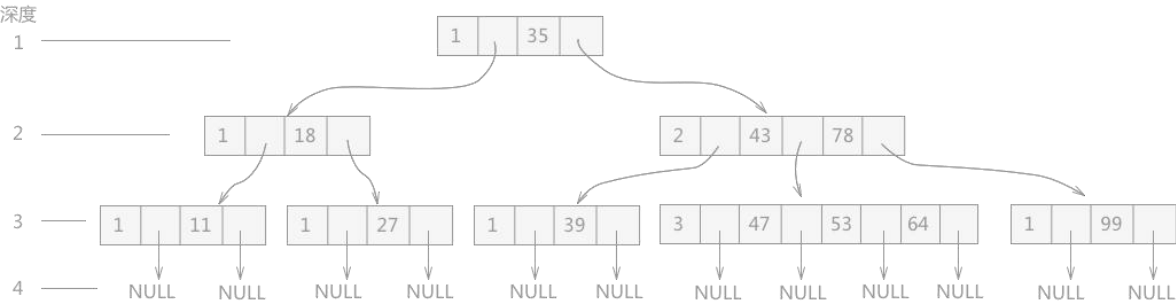 深度
1 1 35
2 1 18 2 43 78
3 1 11 1 27 1 39 3 47 53 64 1 99
4 NULL NULL NULL NULL NULL NULL NULL NULL NULL NULL NULL NULL